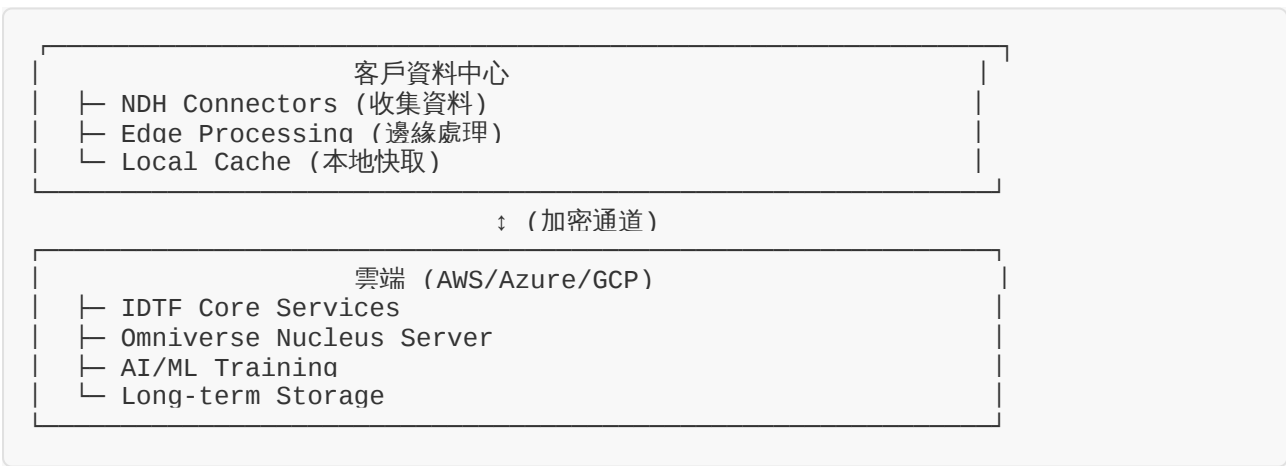 客戶資料中心
├─ NDH Connectors (收集資料)
├─ Edge Processing (邊緣處理)
└─ Local Cache (本地快取)
↕ (加密通道)
雲端 (AWS/Azure/GCP)
├─ IDTF Core Services
├─ Omniverse Nucleus Server
├─ AI/ML Training
└─ Long-term Storage